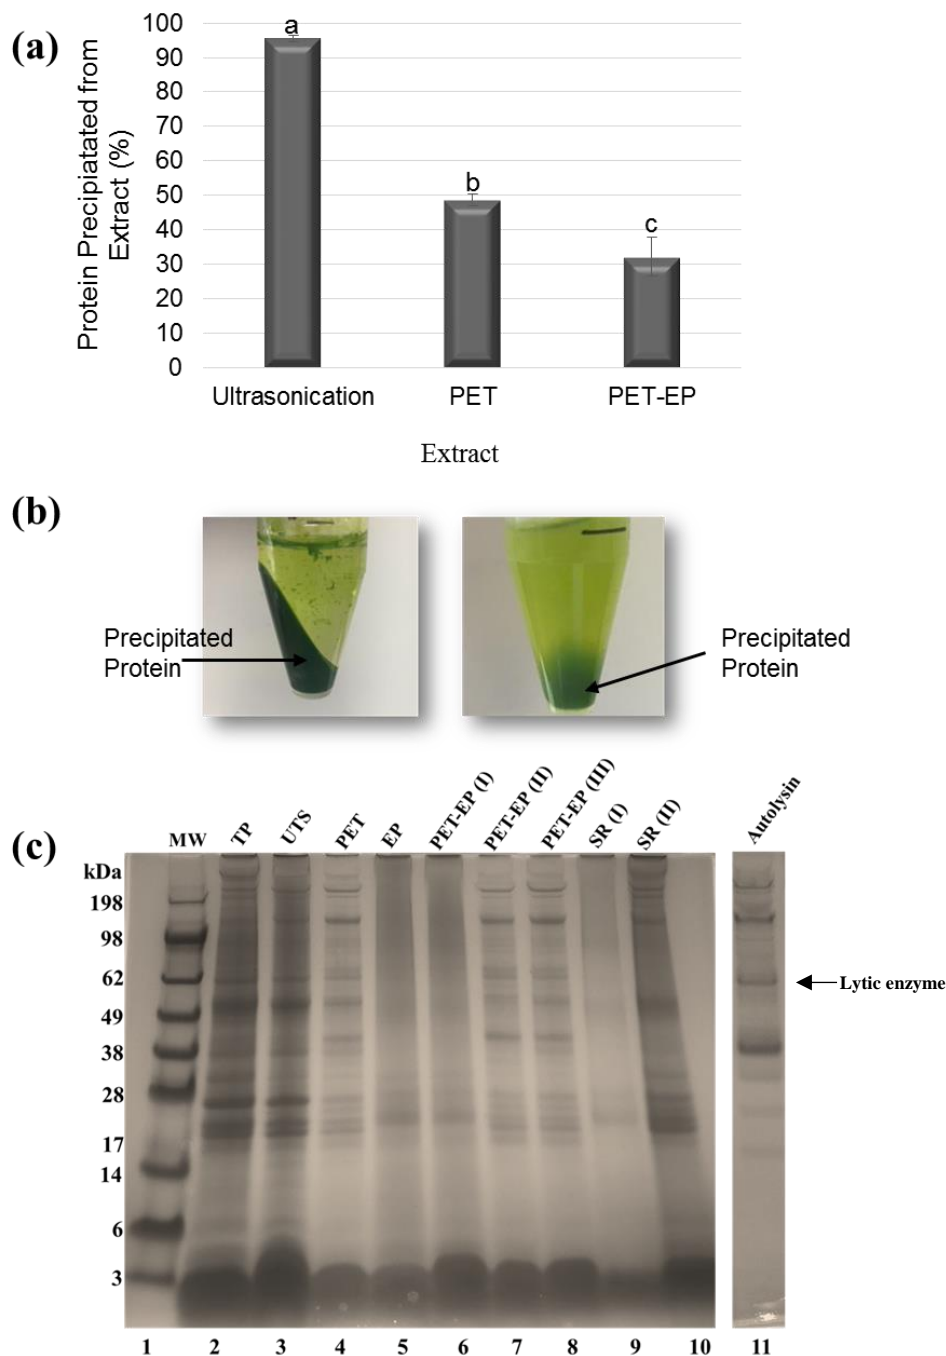 (a)
Protein Precipiatated from
Extract (%)
100
90
80
70
60
50
40
30
20
10
0
a
b
c
Ultrasonication PET PET-EP
Extract
(b)
Precipitated
Protein
Precipitated
Protein
(c)
MW TP UTS PET EP PET-EP (I) PET-EP (II) PET-EP (III) SR (I) SR (II) Autolysin
kDa
198
98
62
49
38
28
17
14
6
3
Lytic enzyme
1 2 3 4 5 6 7 8 9 10 11